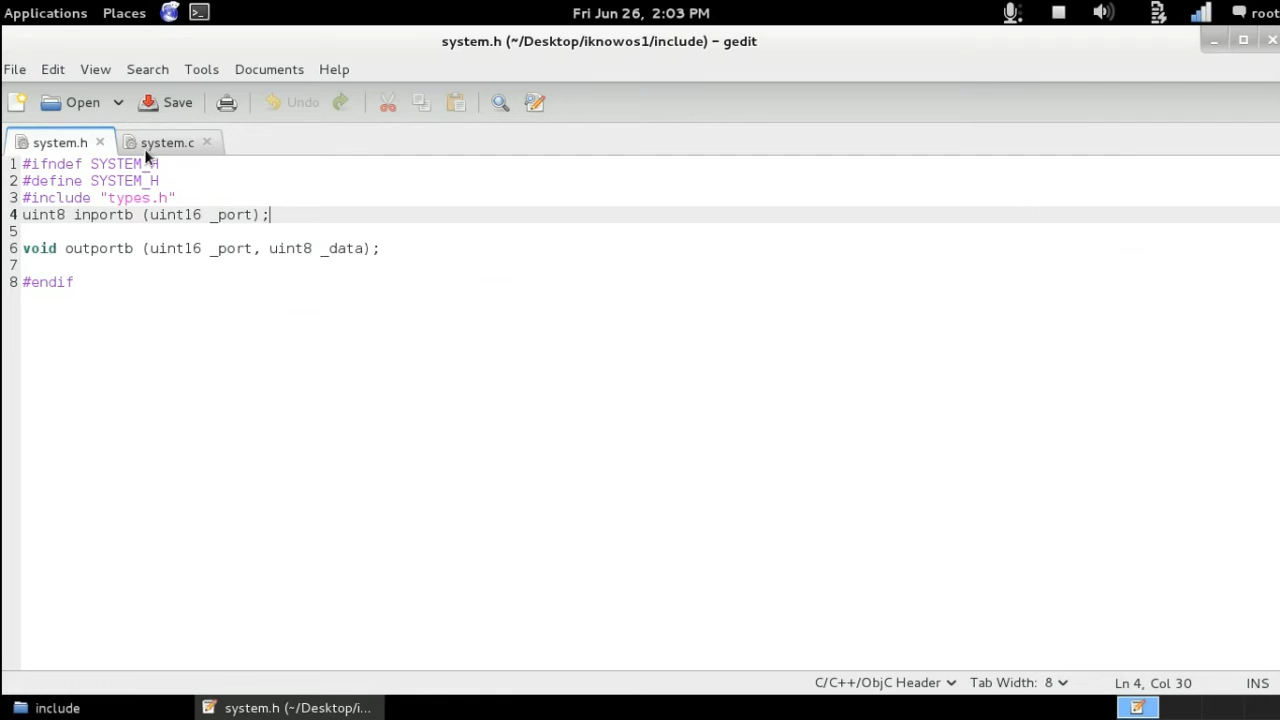 Applications Places Fri Jun 26, 2:03 PM root
system.h (~/Desktop/iknowos1/include) – gedit
File Edit View Search Tools Documents Help
Open Save Undo
system.h system.c
1 #ifndef SYSTEM_H
2 #define SYSTEM_H
3 #include "types.h"
4 uint8 inportb (uint16 _port);
5
6 void outportb (uint16 _port, uint8 _data);
7
8 #endif
C/C++/ObjC Header Tab Width: 8 Ln 4, Col 30 INS
include system.h (~/Desktop/i...